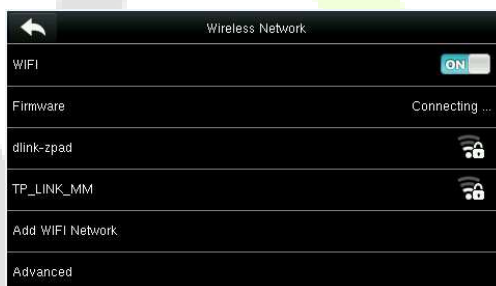 Wireless Network
WIFI ON
Firmware Connecting ...
dlink-zpad
TP_LINK_MM
Add WIFI Network
Advanced